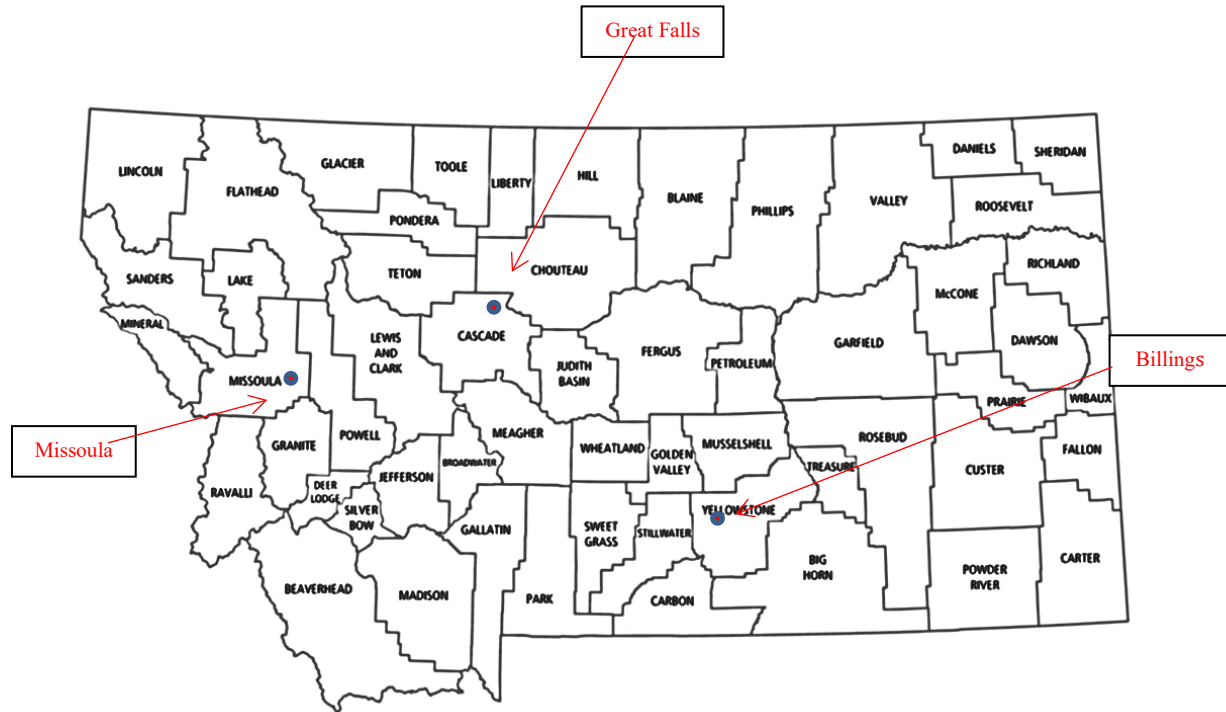 Great Falls
LINCOLN
FLATHEAD
GLACIER
TOOLE
LIBERTY
HILL
BLAINE
PHILLIPS
VALLEY
DANIELS
SHERIDAN
ROOSEVELT
PONDERA
TETON
CHOUTEAU
RICHLAND
SANDERS
LAKE
McCONE
MINERAL
LEWIS
AND
CLARK
CASCADE
JUDITH
BASIN
FERGUS
PETROLEUM
GARFIELD
DAWSON
Billings
MISSOULA
PRAIRIE
WIBAUX
Missoula
GRANITE
POWELL
MEAGHER
WHEATLAND
GOLDEN
VALLEY
MUSSELSHELL
ROSEBUD
TREASURE
CUSTER
FALLON
RAVALLI
DEER
LODGE
JEFFERSON
BROADWATER
SILVER
BOW
GALLATIN
SWEET
GRASS
STILLWATER
YELLOWSTONE
BIG
HORN
POWDER
RIVER
CARTER
BEAVERHEAD
MADISON
PARK
CARBON